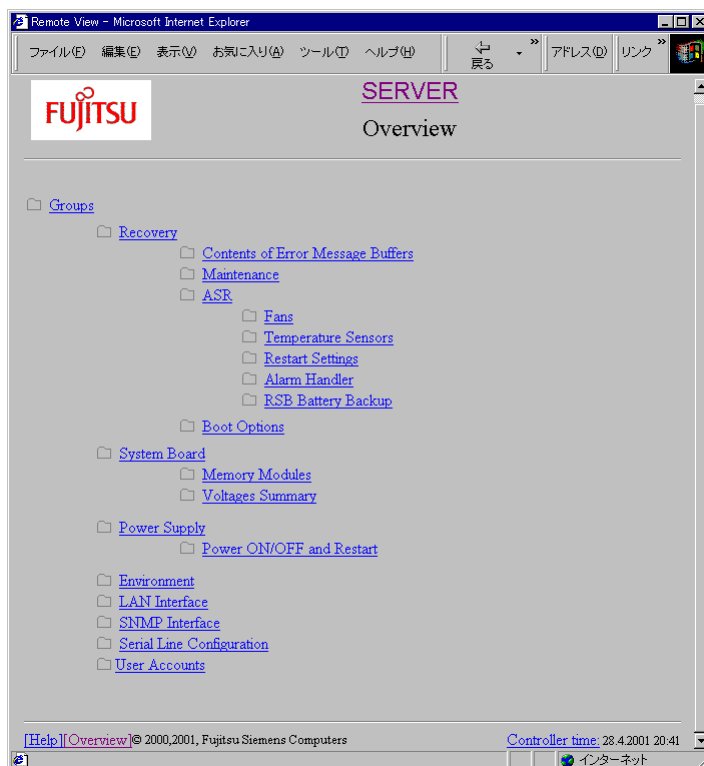 Remote View - Microsoft Internet Explorer
ファイル(F) 編集(E) 表示(V) お気に入り(A) ツール(T) ヘルプ(H) 戻る » アドレス(D) リンク »
FUJITSU
SERVER
Overview
Groups
Recovery
Contents of Error Message Buffers
Maintenance
ASR
Fans
Temperature Sensors
Restart Settings
Alarm Handler
RSB Battery Backup
Boot Options
System Board
Memory Modules
Voltages Summary
Power Supply
Power ON/OFF and Restart
Environment
LAN Interface
SNMP Interface
Serial Line Configuration
User Accounts
[Help][Overview]© 2000,2001, Fujitsu Siemens Computers Controller time: 28.4.2001 20:41
インターネット